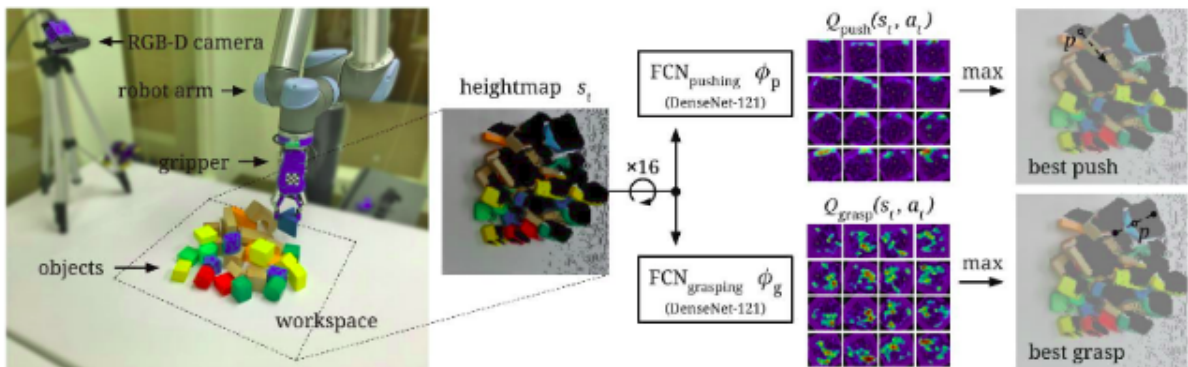 RGB-D camera
robot arm
gripper
objects
workspace
heightmap s_t
×16
FCN_pushing ϕ_p
(DenseNet-121)
FCN_grasping ϕ_g
(DenseNet-121)
Q_push(s_t, a_t)
Q_grasp(s_t, a_t)
max
max
p
best push
p
best grasp